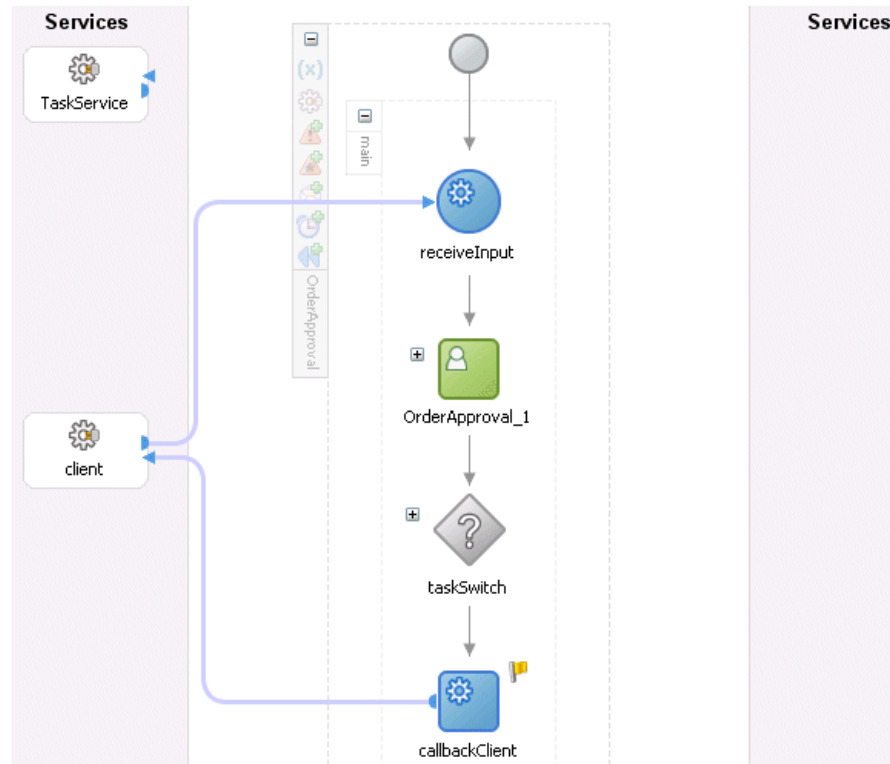 Services
Services
TaskService
(x)
main
receiveInput
OrderApproval
OrderApproval_1
client
taskSwitch
callbackClient